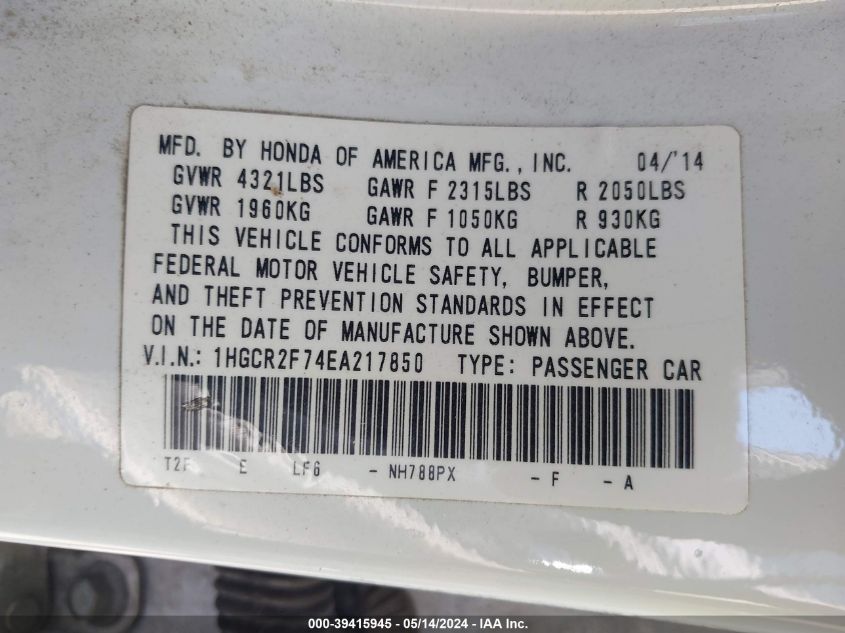 MFD. BY HONDA OF AMERICA MFG., INC. 04/'14
GVWR 4321LBS GAWR F 2315LBS R 2050LBS
GVWR 1960KG GAWR F 1050KG R 930KG
THIS VEHICLE CONFORMS TO ALL APPLICABLE
FEDERAL MOTOR VEHICLE SAFETY, BUMPER,
AND THEFT PREVENTION STANDARDS IN EFFECT
ON THE DATE OF MANUFACTURE SHOWN ABOVE.
V.I.N.: 1HGCR2F74EA217850 TYPE: PASSENGER CAR
T2F E LF6 - NH788PX - F - A
000-39415945 - 05/14/2024 - IAA Inc.